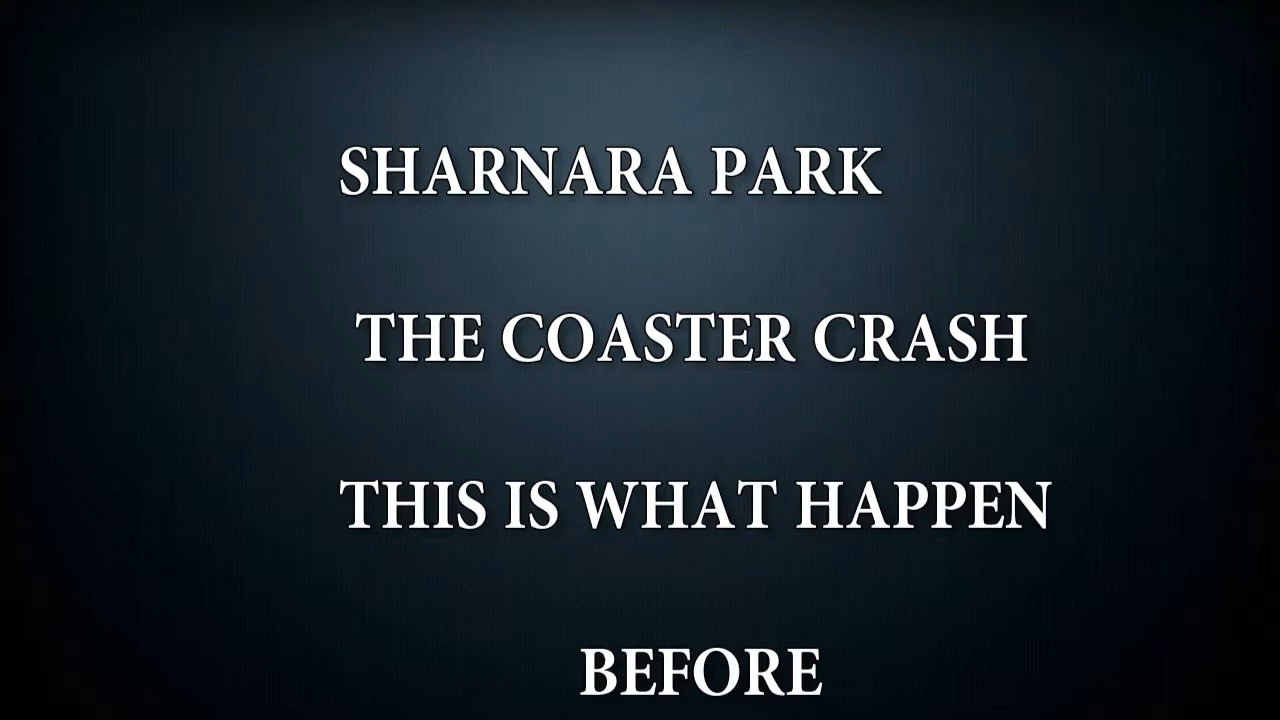 SHARNARA PARK
THE COASTER CRASH
THIS IS WHAT HAPPEN
BEFORE